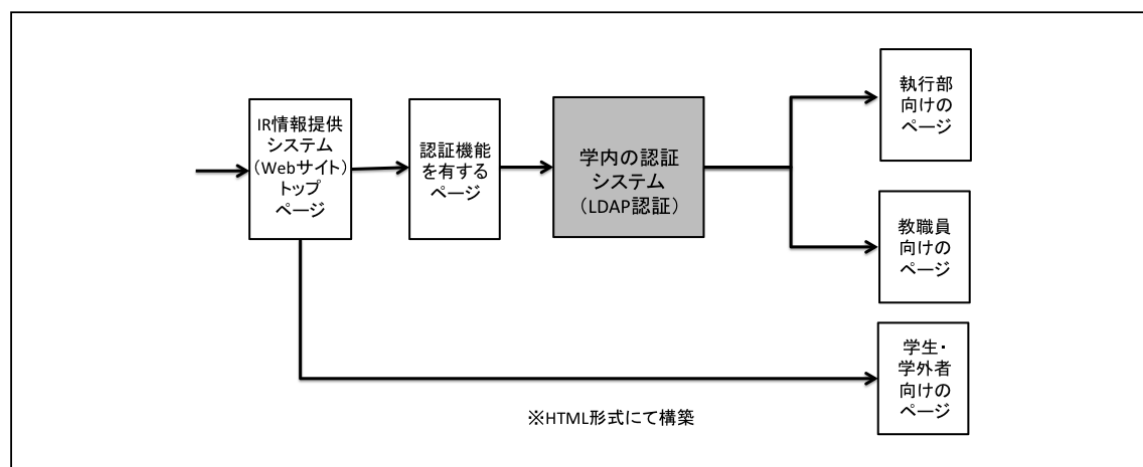 IR情報提供
システム
（Webサイト）
トップ
ページ
認証機能
を有する
ページ
学内の認証
システム
（LDAP認証）
執行部
向けの
ページ
教職員
向けの
ページ
学生・
学外者
向けの
ページ
※HTML形式にて構築